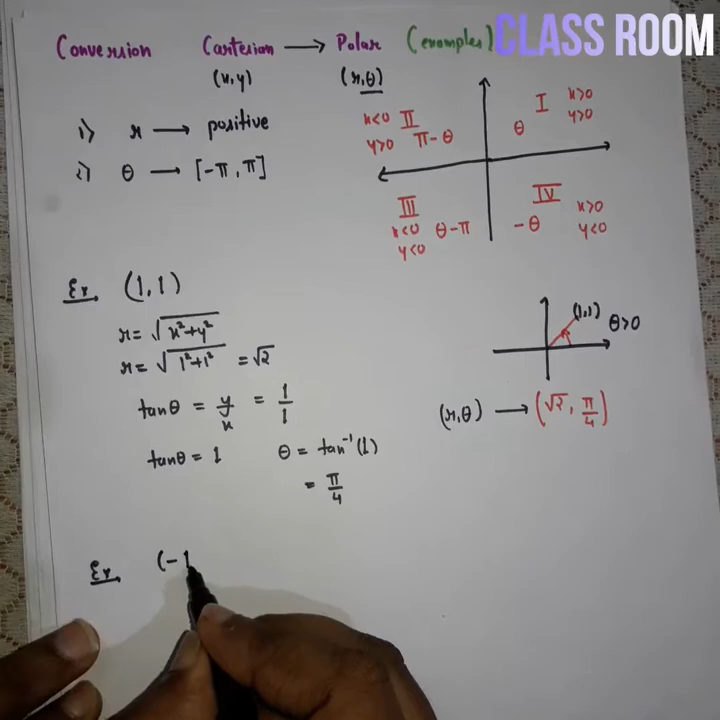 Conversion Cartesian → Polar (examples) CLASS ROOM
(x,y) (r,θ)
i) r → positive
ii) θ → [-π, π]
x<0 II
y>0 π-θ
I x>0
θ y>0
III
x<0 θ-π
y<0
IV x>0
-θ y<0
Ex. (1,1)
r = √x²+y²
r = √1²+1² = √2
tanθ = y/x = 1/1
tanθ = 1 θ = tan⁻¹(1)
= π/4
(1,1) θ>0
(r,θ) → (√2, π/4)
Ex. (-1